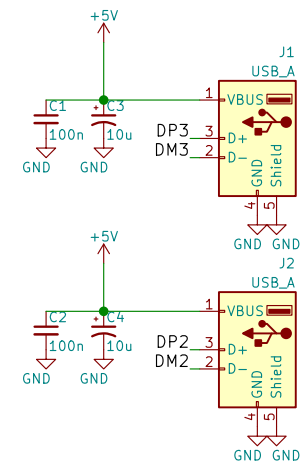 +5V
J1
USB_A
C1
C3
1
VBUS
100n
10u
DP3
3
D+
DM3
2
D-
GND
GND
GND
Shield
4
5
GND
GND
+5V
J2
USB_A
C2
C4
1
VBUS
100n
10u
DP2
3
D+
DM2
2
D-
GND
GND
GND
Shield
4
5
GND
GND